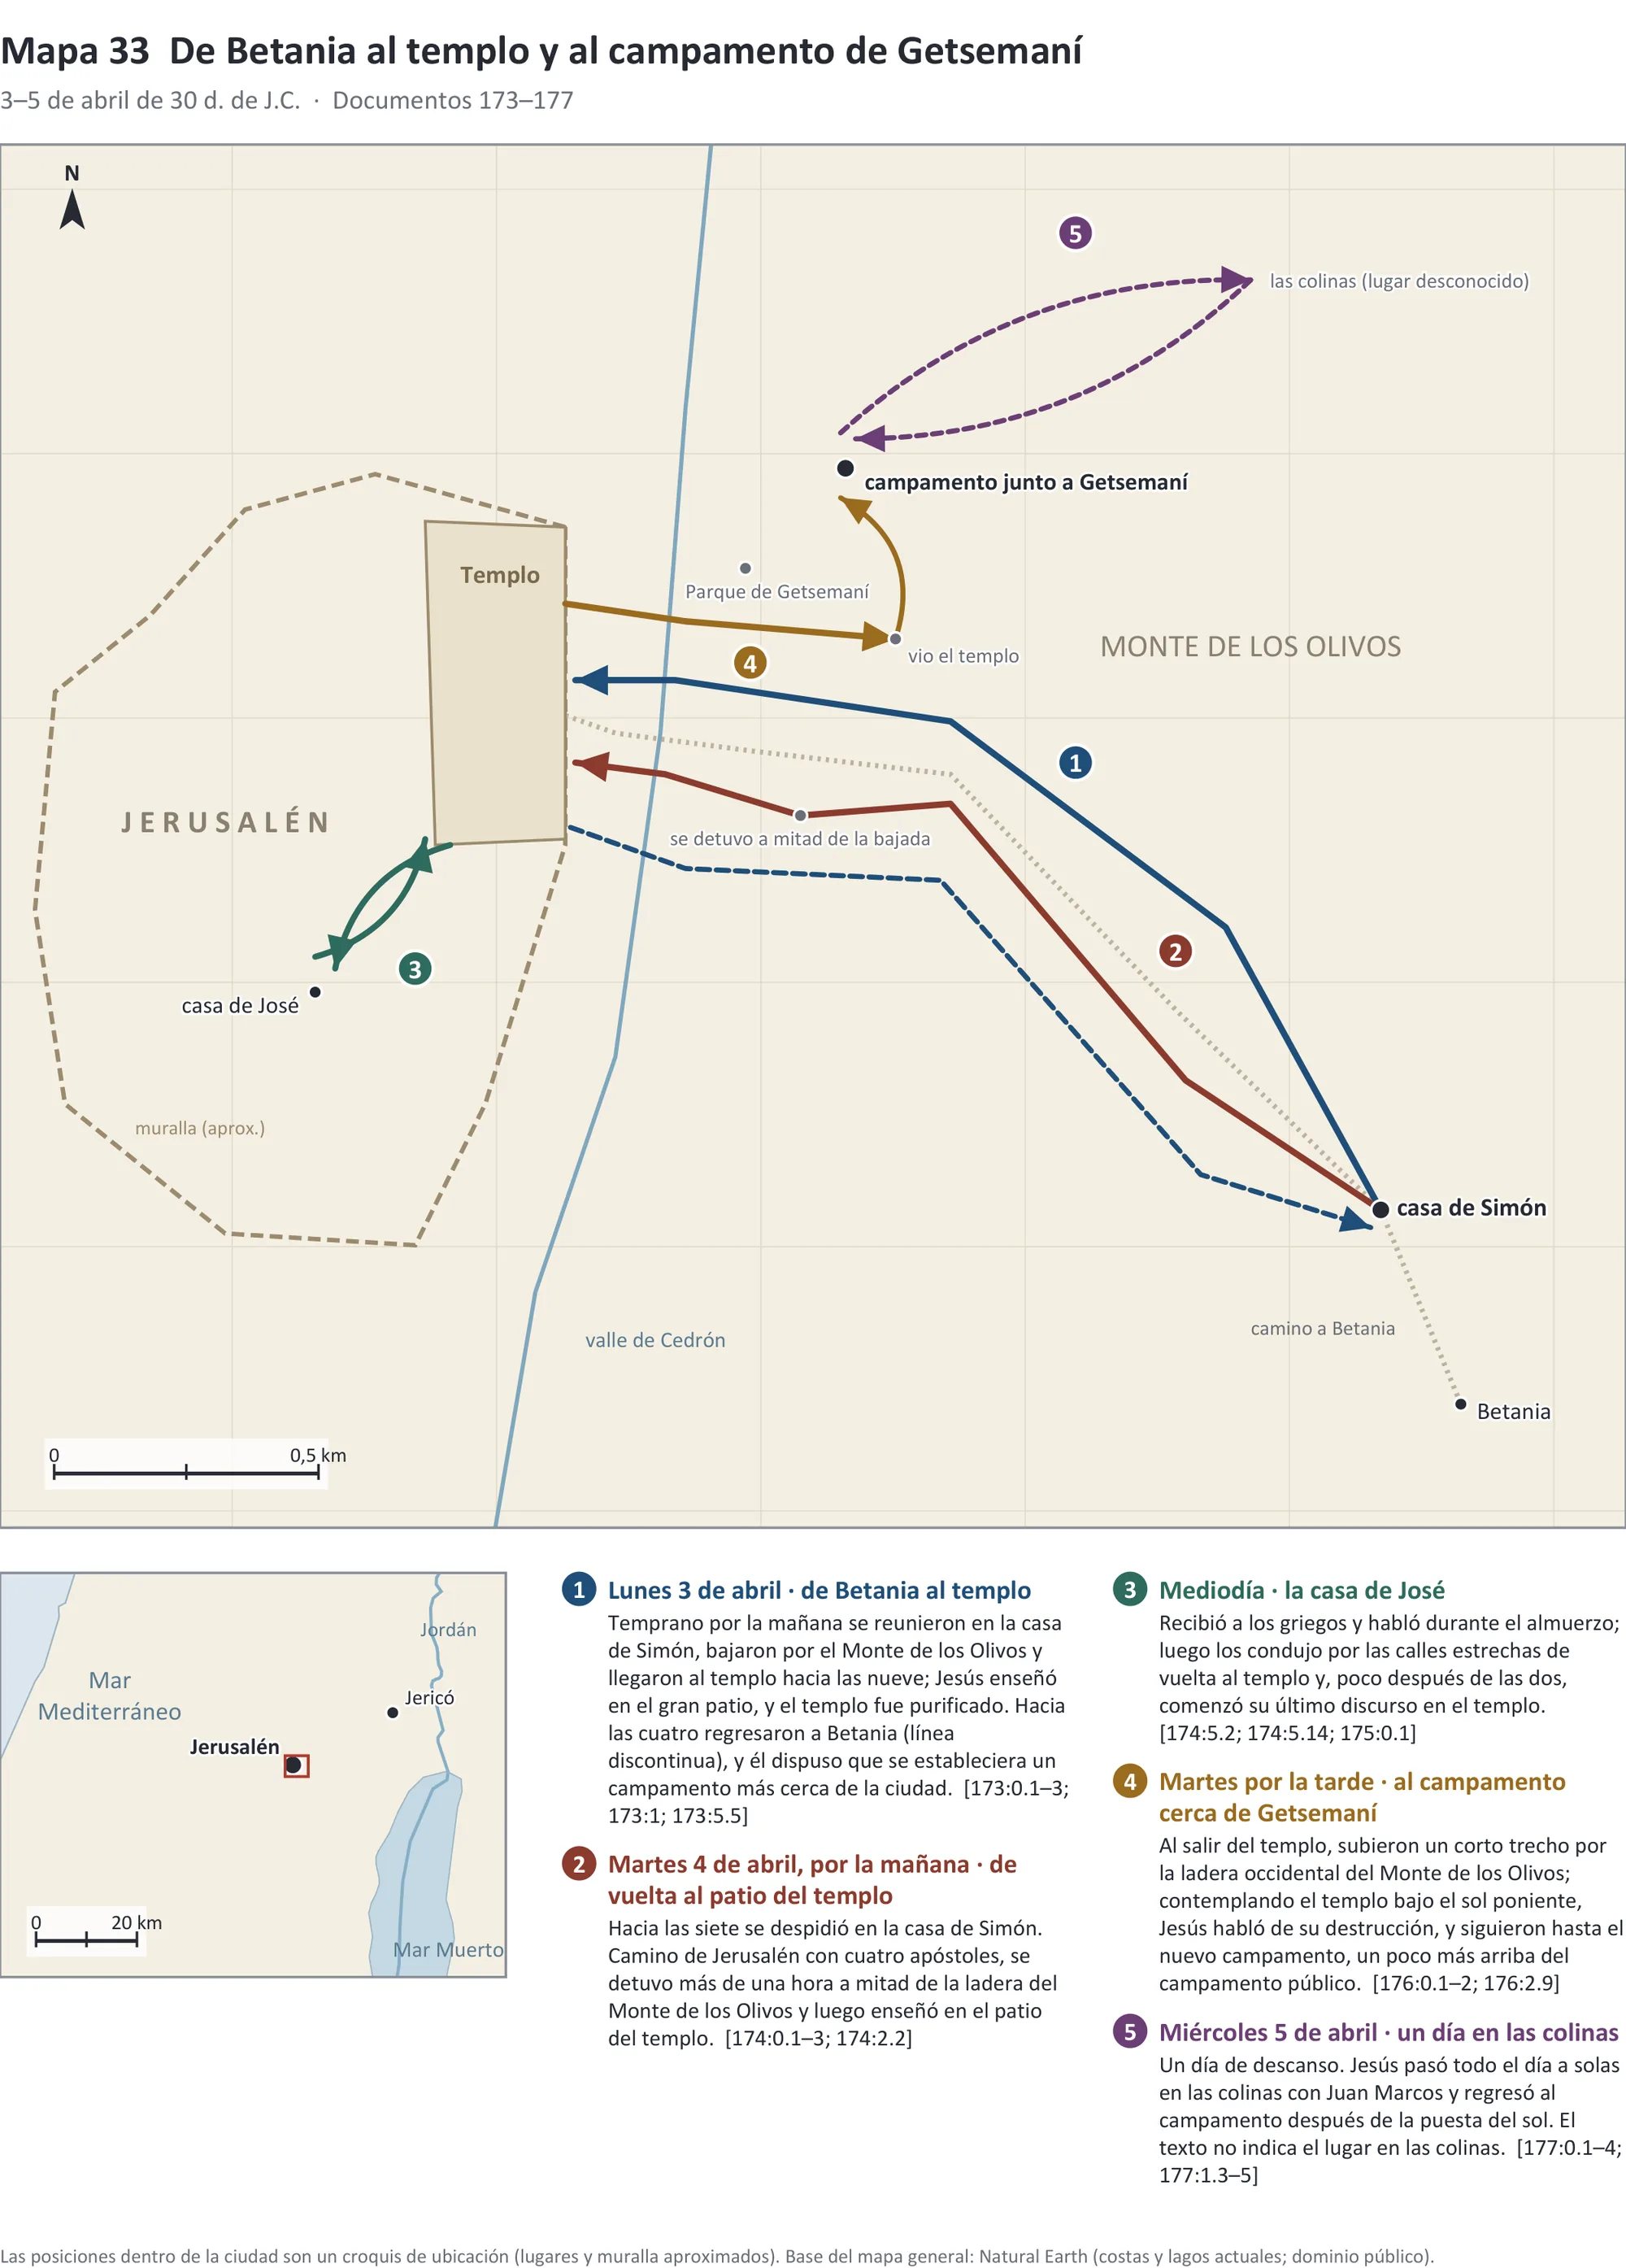 Mapa 33 De Betania al templo y al campamento de Getsemaní
3–5 de abril de 30 d. de J.C. · Documentos 173–177
N
5
las colinas (lugar desconocido)
campamento junto a Getsemaní
Templo
Parque de Getsemaní
vio el templo
MONTE DE LOS OLIVOS
4
1
JERUSALÉN
se detuvo a mitad de la bajada
2
3
casa de José
muralla (aprox.)
casa de Simón
camino a Betania
valle de Cedrón
Betania
0 0,5 km
Jordán
Mar
Mediterráneo
Jericó
Jerusalén
0 20 km
Mar Muerto
1 Lunes 3 de abril · de Betania al templo
Temprano por la mañana se reunieron en la casa
de Simón, bajaron por el Monte de los Olivos y
llegaron al templo hacia las nueve; Jesús enseñó
en el gran patio, y el templo fue purificado. Hacia
las cuatro regresaron a Betania (línea
discontinua), y él dispuso que se estableciera un
campamento más cerca de la ciudad. [173:0.1–3;
173:1; 173:5.5]
2 Martes 4 de abril, por la mañana · de
vuelta al patio del templo
Hacia las siete se despidió en la casa de Simón.
Camino de Jerusalén con cuatro apóstoles, se
detuvo más de una hora a mitad de la ladera del
Monte de los Olivos y luego enseñó en el patio
del templo. [174:0.1–3; 174:2.2]
3 Mediodía · la casa de José
Recibió a los griegos y habló durante el almuerzo;
luego los condujo por las calles estrechas de
vuelta al templo y, poco después de las dos,
comenzó su último discurso en el templo.
[174:5.2; 174:5.14; 175:0.1]
4 Martes por la tarde · al campamento
cerca de Getsemaní
Al salir del templo, subieron un corto trecho por
la ladera occidental del Monte de los Olivos;
contemplando el templo bajo el sol poniente,
Jesús habló de su destrucción, y siguieron hasta el
nuevo campamento, un poco más arriba del
campamento público. [176:0.1–2; 176:2.9]
5 Miércoles 5 de abril · un día en las colinas
Un día de descanso. Jesús pasó todo el día a solas
en las colinas con Juan Marcos y regresó al
campamento después de la puesta del sol. El
texto no indica el lugar en las colinas. [177:0.1–4;
177:1.3–5]
Las posiciones dentro de la ciudad son un croquis de ubicación (lugares y muralla aproximados). Base del mapa general: Natural Earth (costas y lagos actuales; dominio público).